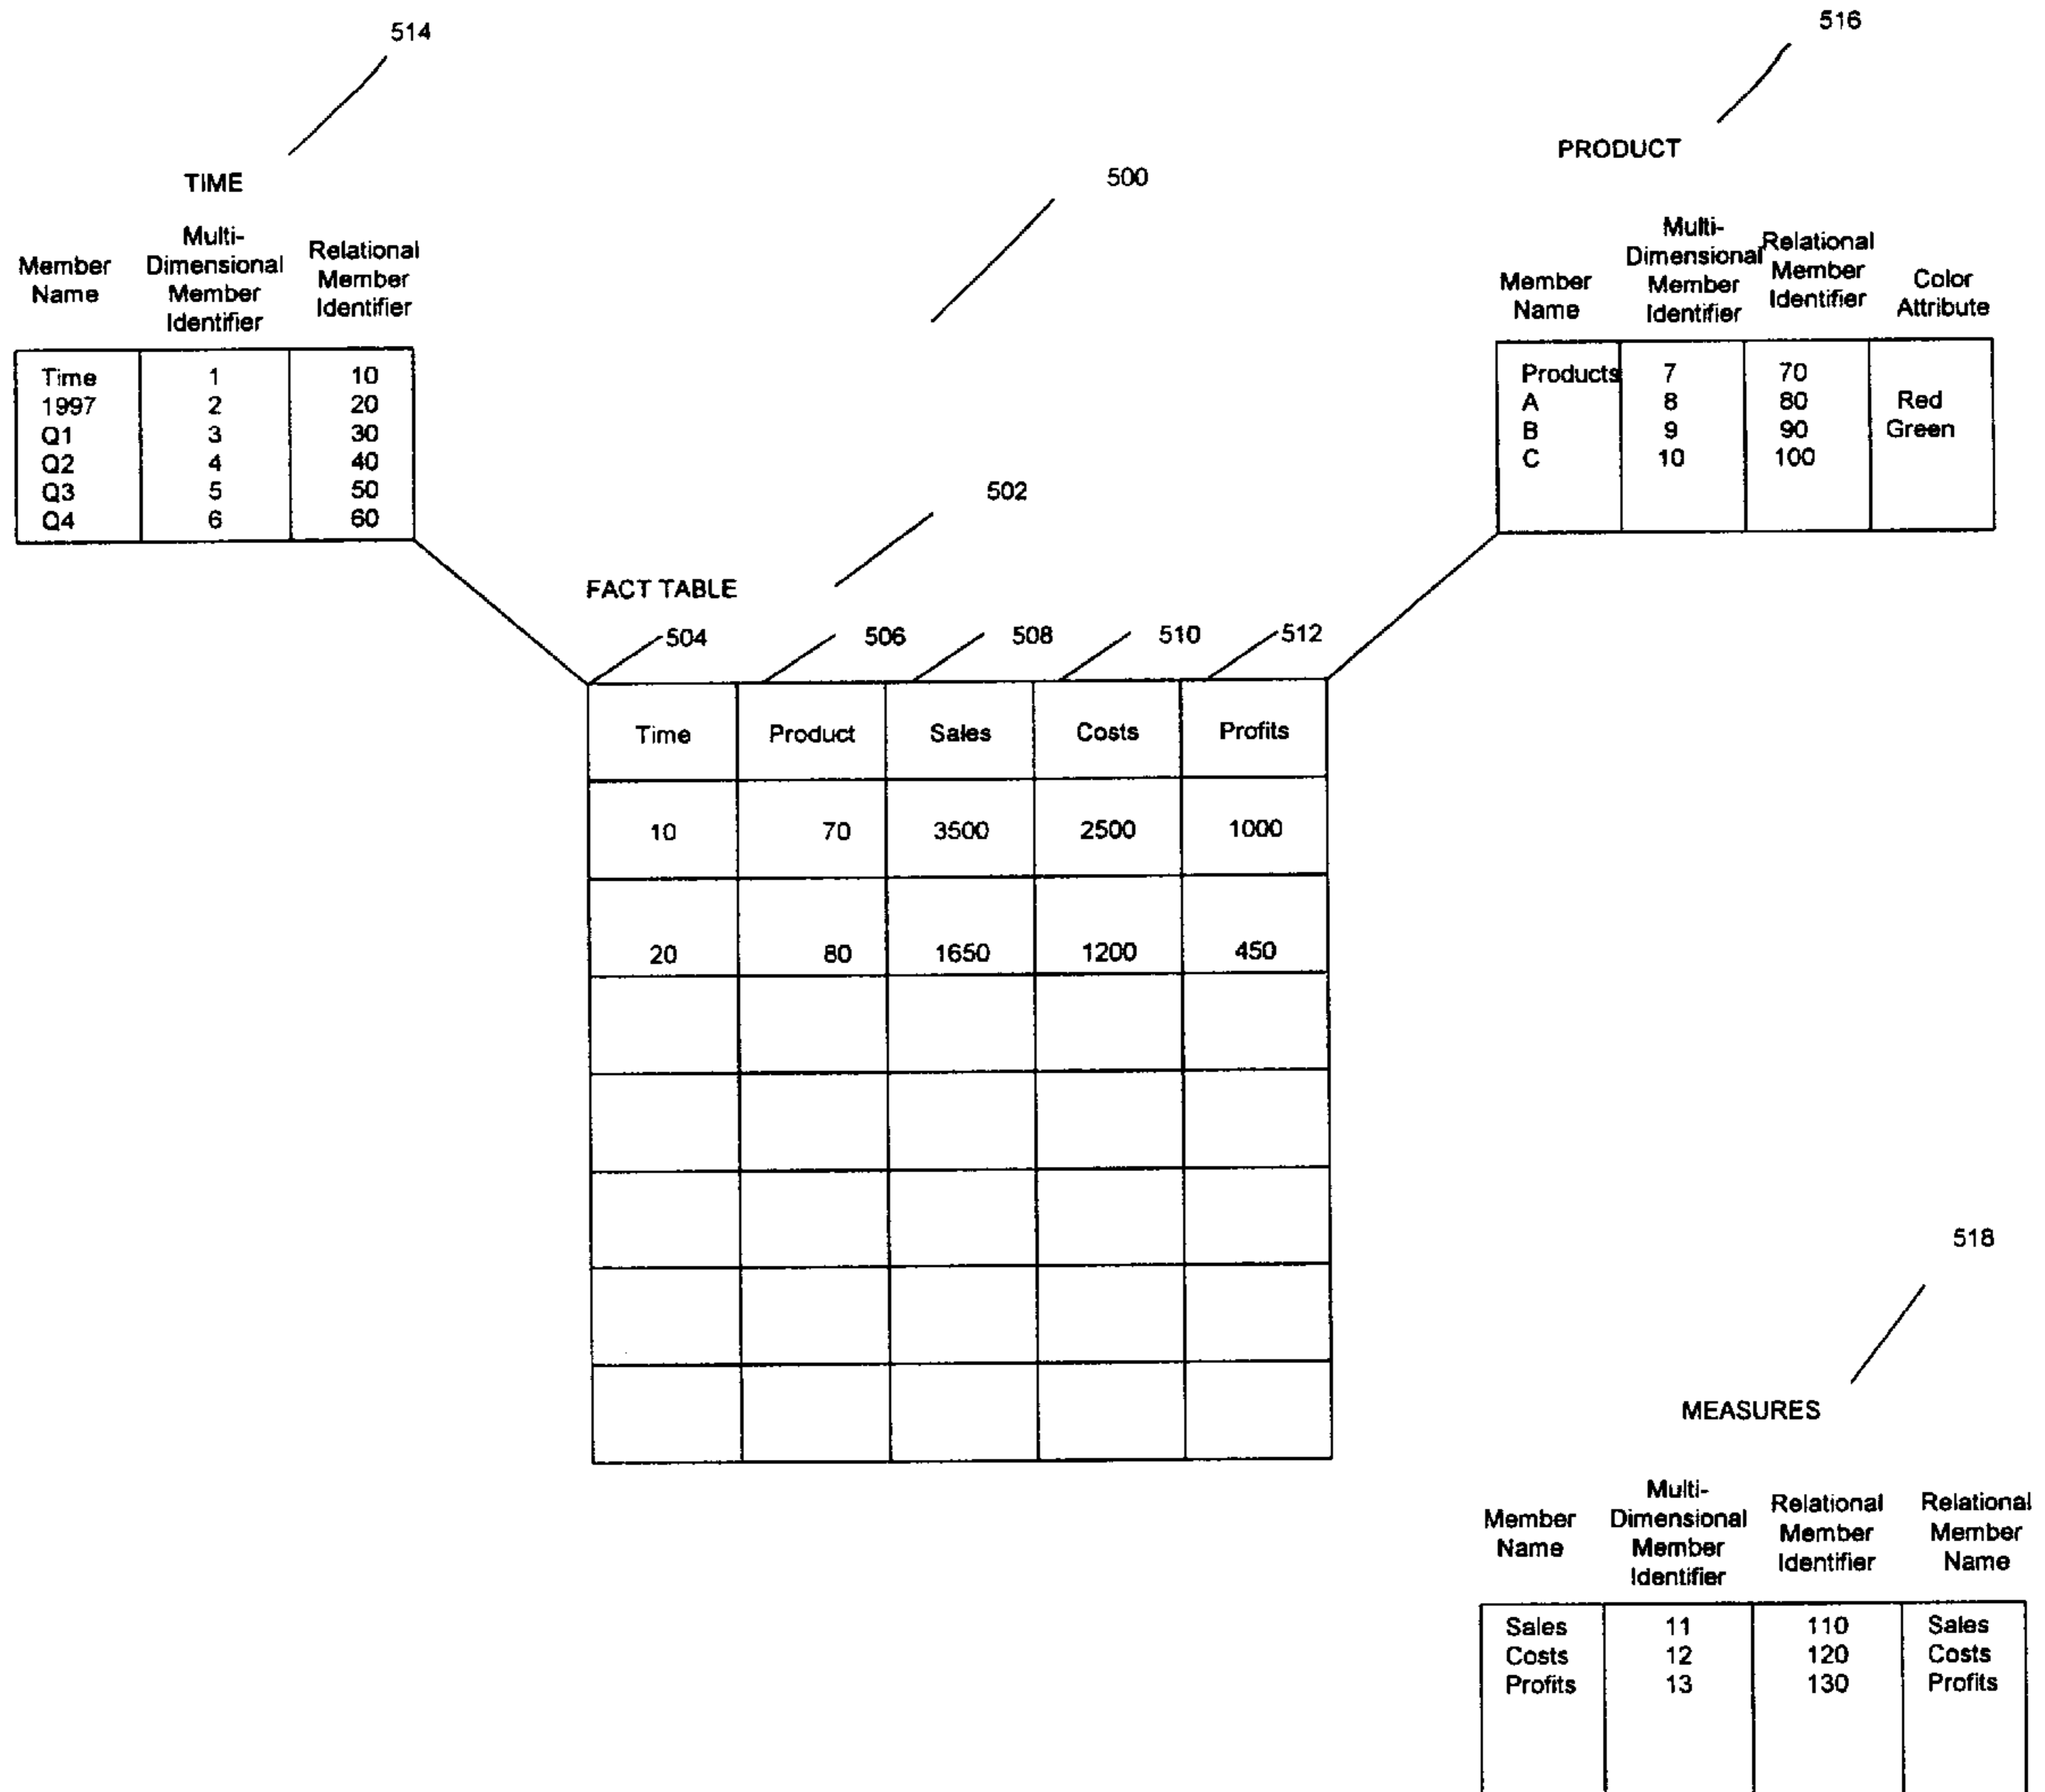 514
516
PRODUCT
500
TIME
Member
Name
Multi-
Dimensional
Member
Identifier
Relational
Member
Identifier
Time 1 10
1997 2 20
Q1 3 30
Q2 4 40
Q3 5 50
Q4 6 60
Member
Name
Multi-
Dimensional
Member
Identifier
Relational
Member
Identifier
Color
Attribute
Products 7 70
A 8 80 Red
B 9 90 Green
C 10 100
502
FACT TABLE
504 506 508 510 512
Time Product Sales Costs Profits
10 70 3500 2500 1000
20 80 1650 1200 450
518
MEASURES
Member
Name
Multi-
Dimensional
Member
Identifier
Relational
Member
Identifier
Relational
Member
Name
Sales 11 110 Sales
Costs 12 120 Costs
Profits 13 130 Profits